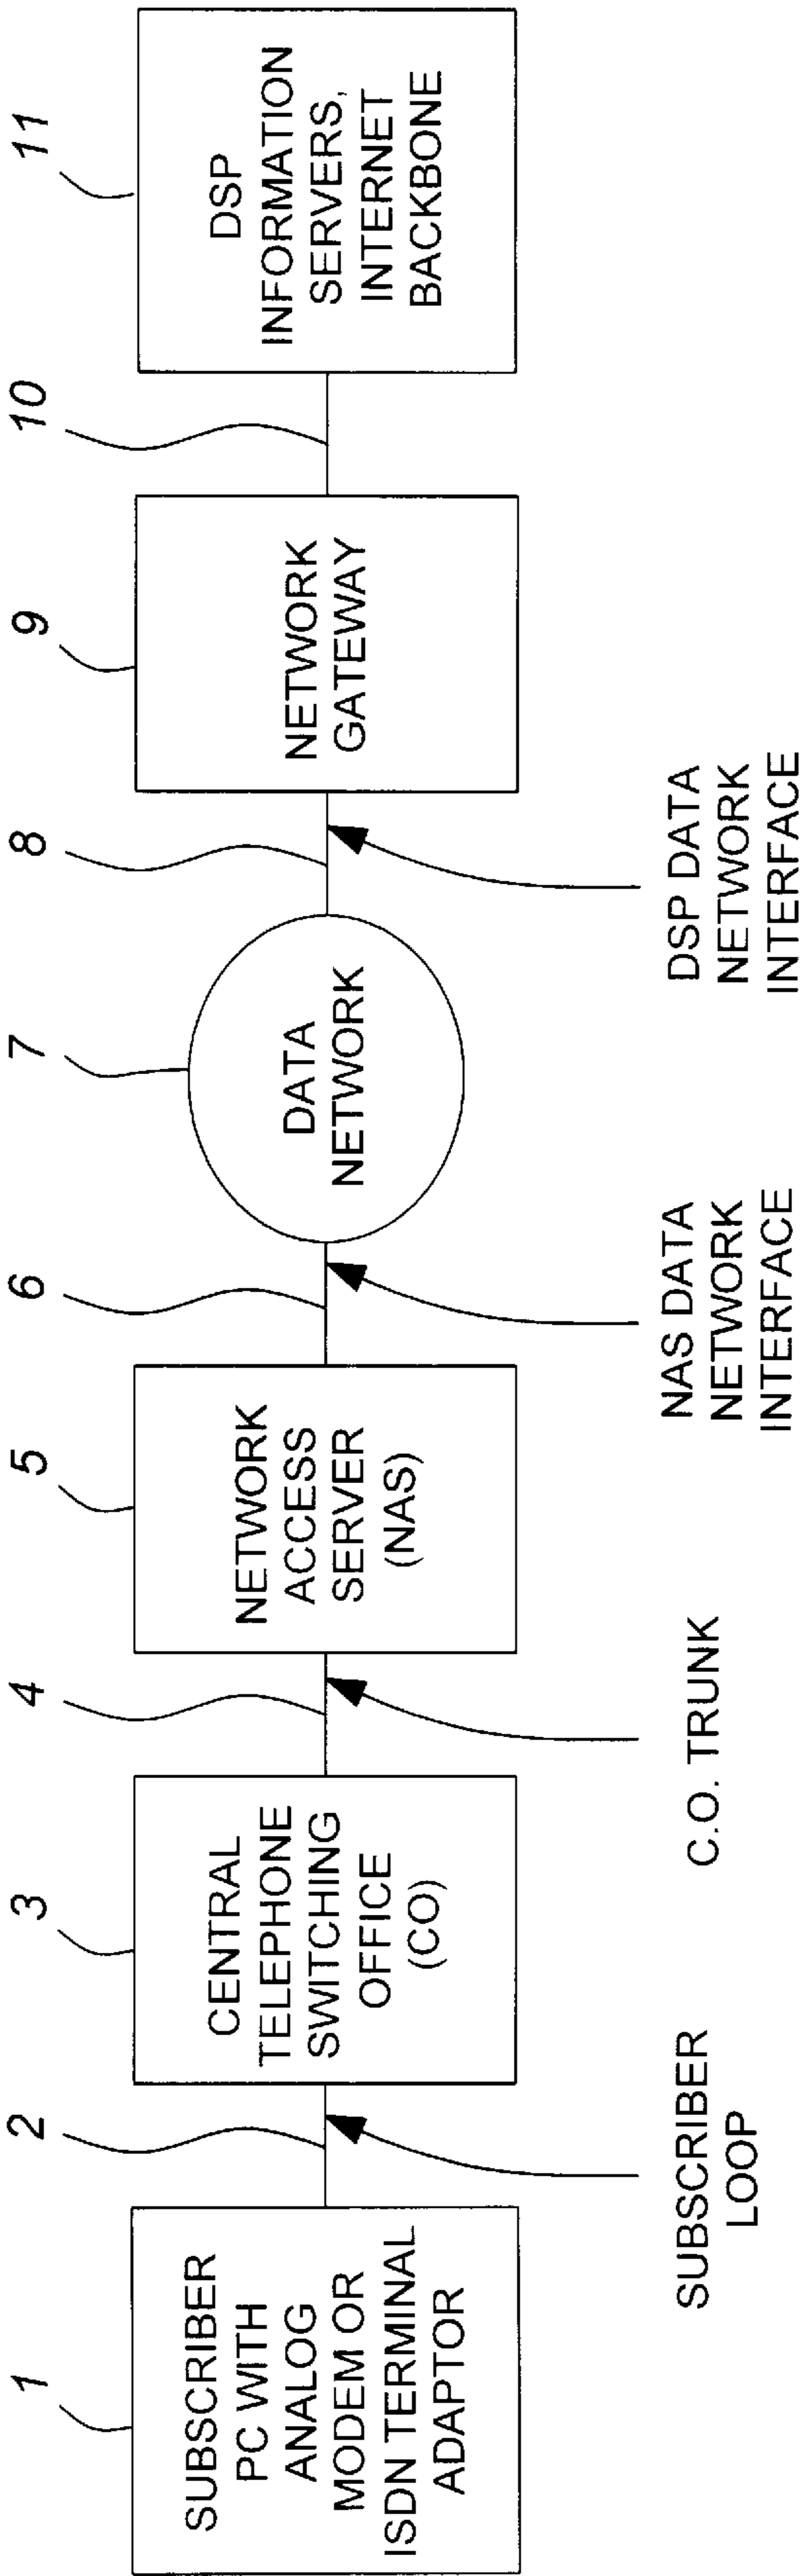 1
2
3
4
5
6
7
8
9
10
11
SUBSCRIBER
PC WITH
ANALOG
MODEM OR
ISDN TERMINAL
ADAPTOR
CENTRAL
TELEPHONE
SWITCHING
OFFICE
(CO)
NETWORK
ACCESS
SERVER
(NAS)
DATA
NETWORK
NETWORK
GATEWAY
DSP
INFORMATION
SERVERS,
INTERNET
BACKBONE
SUBSCRIBER
LOOP
C.O. TRUNK
NAS DATA
NETWORK
INTERFACE
DSP DATA
NETWORK
INTERFACE